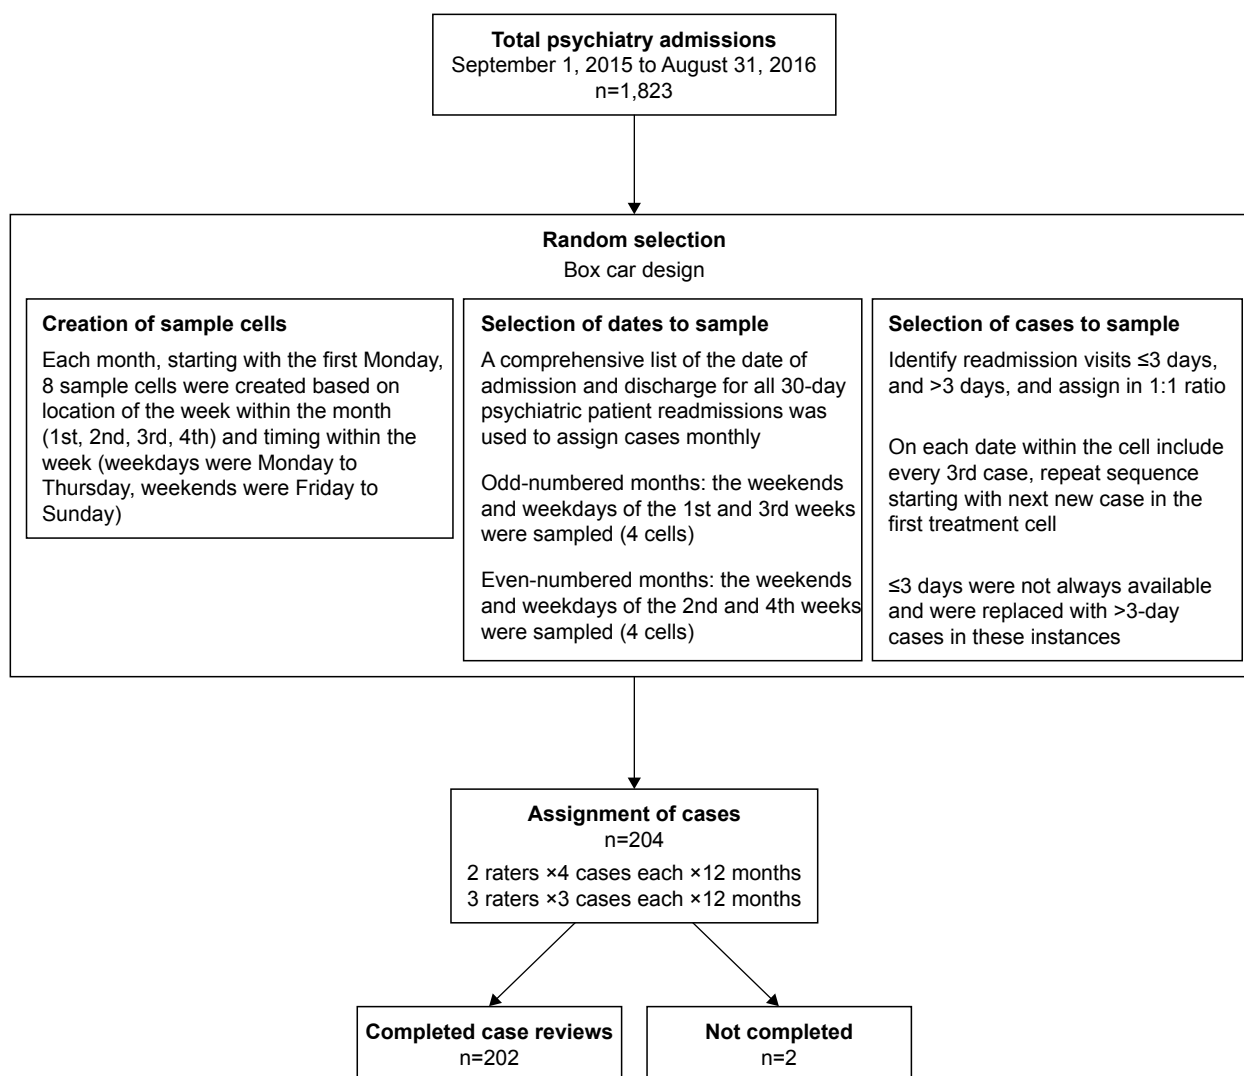 Total psychiatry admissions
September 1, 2015 to August 31, 2016
n=1,823
Random selection
Box car design
Creation of sample cells
Each month, starting with the first Monday,
8 sample cells were created based on
location of the week within the month
(1st, 2nd, 3rd, 4th) and timing within the
week (weekdays were Monday to
Thursday, weekends were Friday to
Sunday)
Selection of dates to sample
A comprehensive list of the date of
admission and discharge for all 30-day
psychiatric patient readmissions was
used to assign cases monthly
Odd-numbered months: the weekends
and weekdays of the 1st and 3rd weeks
were sampled (4 cells)
Even-numbered months: the weekends
and weekdays of the 2nd and 4th weeks
were sampled (4 cells)
Selection of cases to sample
Identify readmission visits ≤3 days,
and >3 days, and assign in 1:1 ratio
On each date within the cell include
every 3rd case, repeat sequence
starting with next new case in the
first treatment cell
≤3 days were not always available
and were replaced with >3-day
cases in these instances
Assignment of cases
n=204
2 raters ×4 cases each ×12 months
3 raters ×3 cases each ×12 months
Completed case reviews
n=202
Not completed
n=2